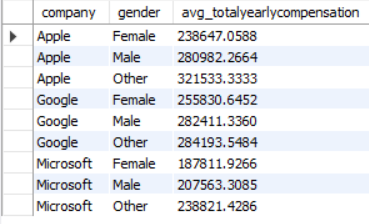 company gender avg_totalyearlycompensation
Apple Female 238647.0588
Apple Male 280982.2664
Apple Other 321533.3333
Google Female 255830.6452
Google Male 282411.3360
Google Other 284193.5484
Microsoft Female 187811.9266
Microsoft Male 207563.3085
Microsoft Other 238821.4286